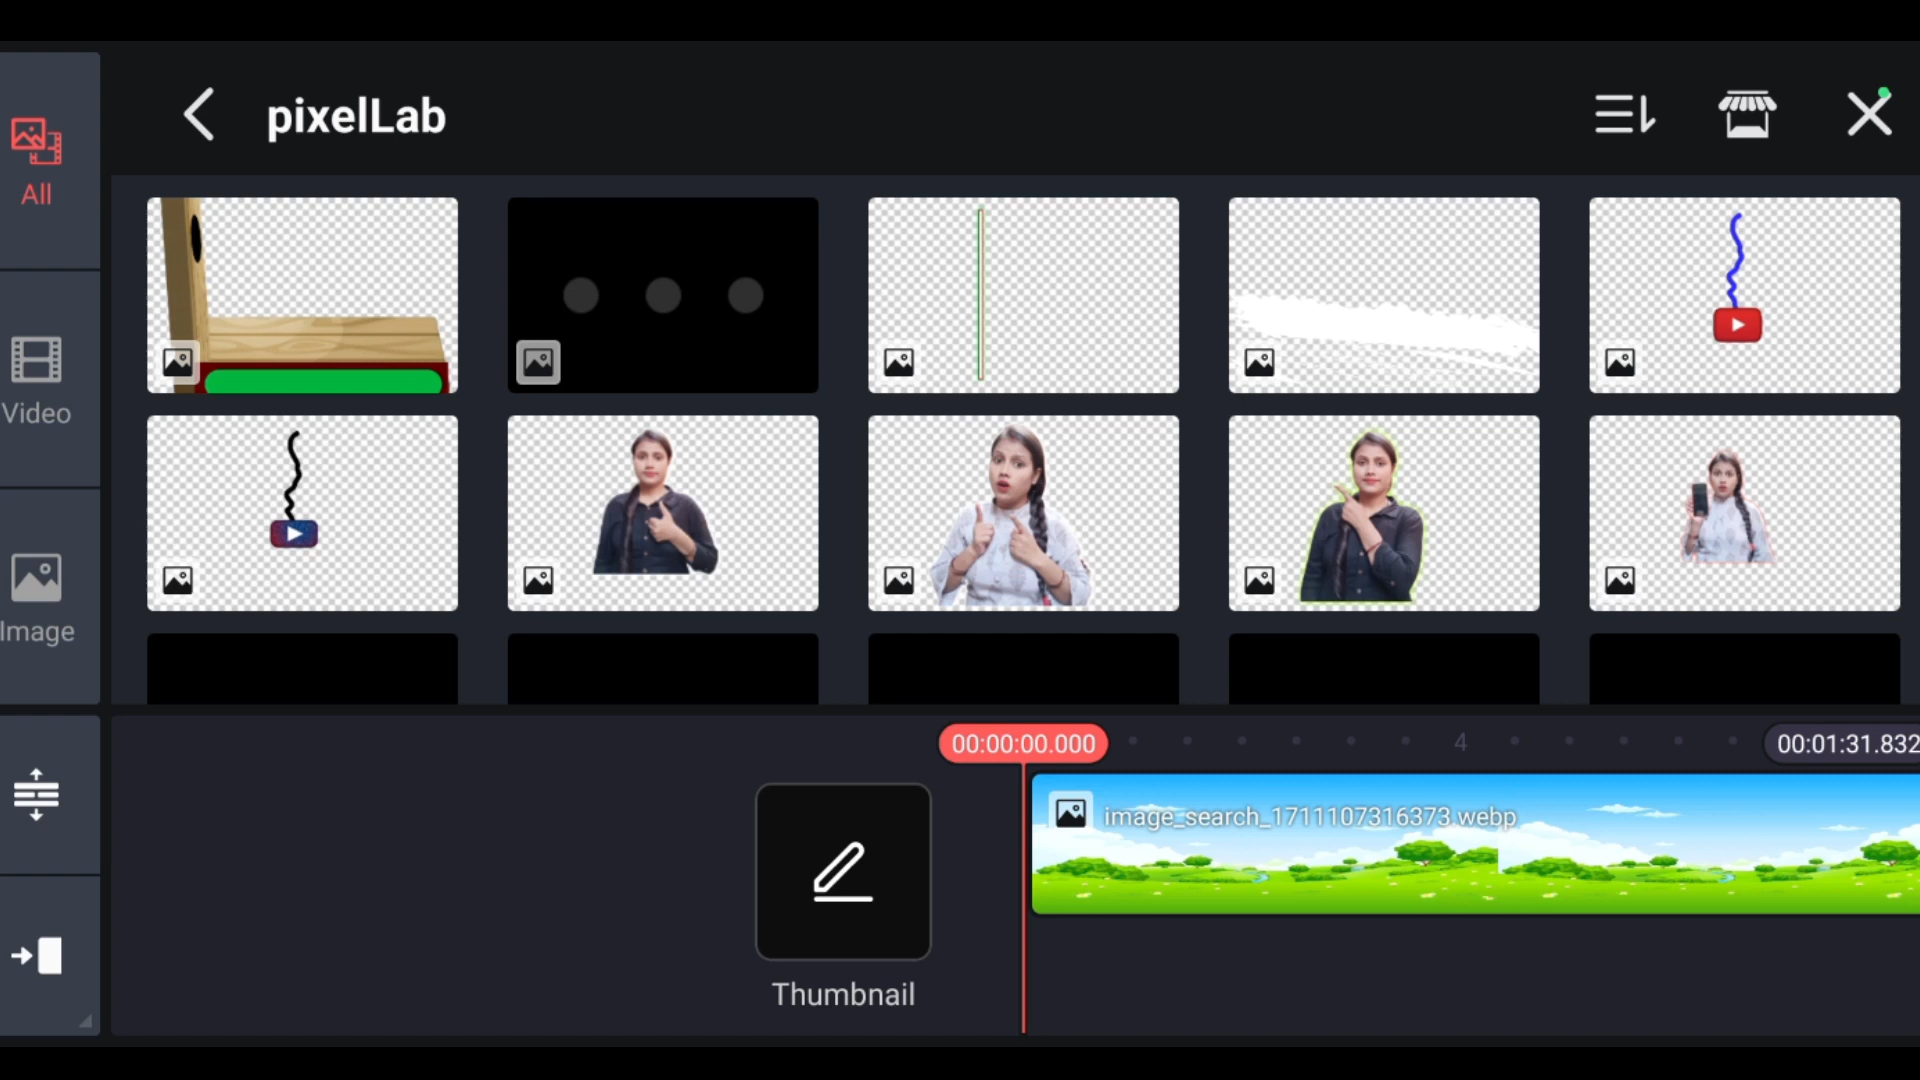 pixelLab
All
Video
Image
00:00:00.000
4
00:01:31.832
image_search_1711107316373.webp
Thumbnail